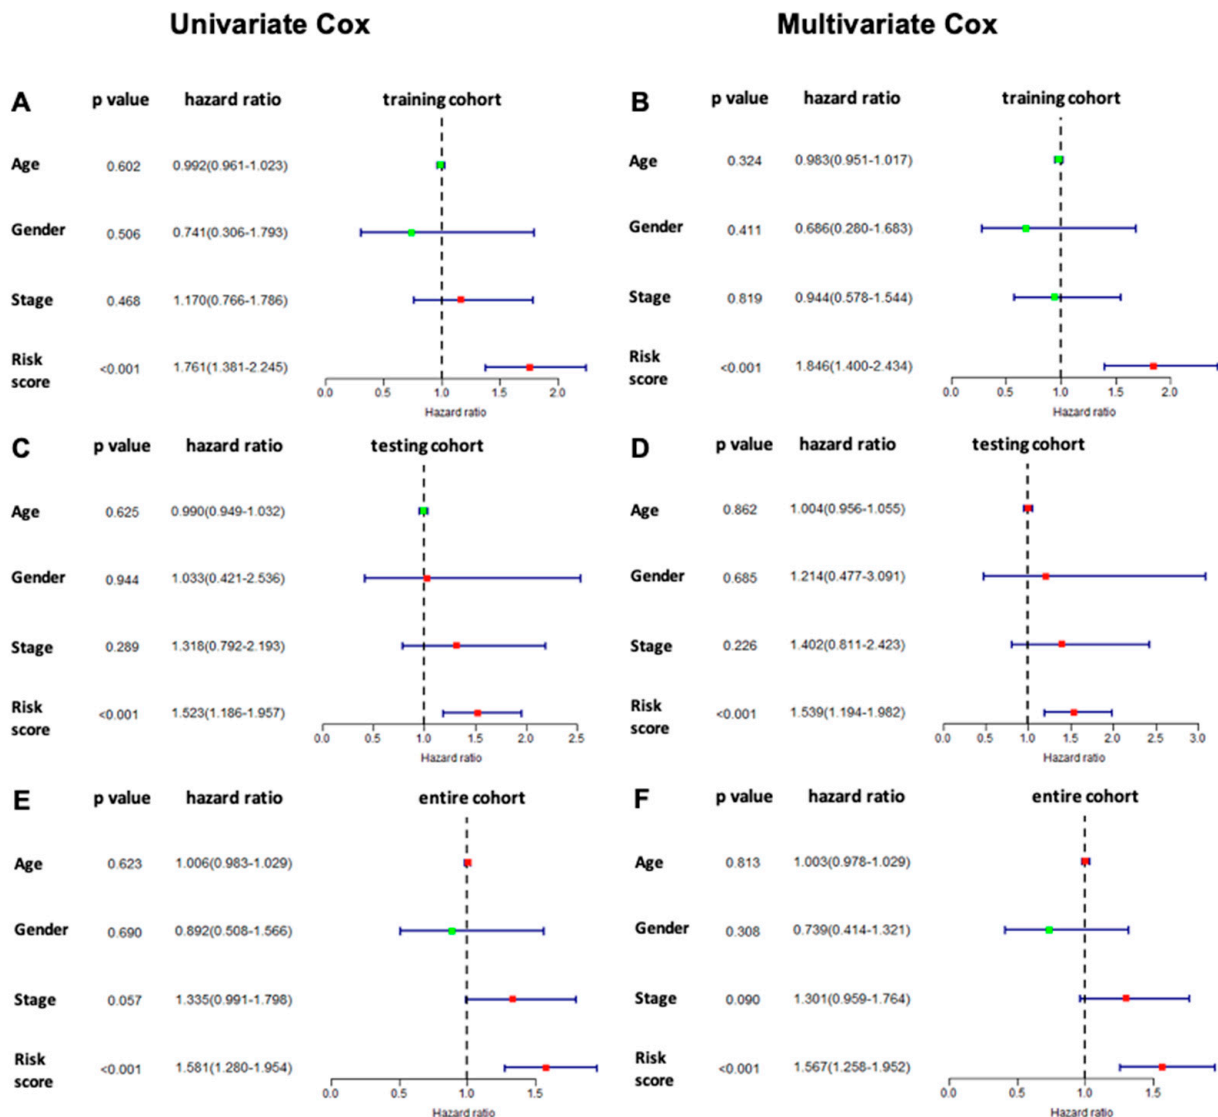 Univariate Cox
Multivariate Cox
A p value hazard ratio training cohort
Age 0.602 0.992(0.961-1.023)
Gender 0.506 0.741(0.306-1.793)
Stage 0.468 1.170(0.766-1.786)
Risk
score <0.001 1.761(1.381-2.245)
0.0 0.5 1.0 1.5 2.0
Hazard ratio
B p value hazard ratio training cohort
Age 0.324 0.983(0.951-1.017)
Gender 0.411 0.686(0.280-1.683)
Stage 0.819 0.944(0.578-1.544)
Risk
score <0.001 1.846(1.400-2.434)
0.0 0.5 1.0 1.5 2.0
Hazard ratio
C p value hazard ratio testing cohort
Age 0.625 0.990(0.949-1.032)
Gender 0.944 1.033(0.421-2.536)
Stage 0.289 1.318(0.792-2.193)
Risk
score <0.001 1.523(1.186-1.957)
0.0 0.5 1.0 1.5 2.0 2.5
Hazard ratio
D p value hazard ratio testing cohort
Age 0.862 1.004(0.956-1.055)
Gender 0.685 1.214(0.477-3.091)
Stage 0.226 1.402(0.811-2.423)
Risk
score <0.001 1.539(1.194-1.982)
0.0 0.5 1.0 1.5 2.0 2.5 3.0
Hazard ratio
E p value hazard ratio entire cohort
Age 0.623 1.006(0.983-1.029)
Gender 0.690 0.892(0.508-1.566)
Stage 0.057 1.335(0.991-1.798)
Risk
score <0.001 1.581(1.280-1.954)
0.0 0.5 1.0 1.5
Hazard ratio
F p value hazard ratio entire cohort
Age 0.813 1.003(0.978-1.029)
Gender 0.308 0.739(0.414-1.321)
Stage 0.090 1.301(0.959-1.764)
Risk
score <0.001 1.567(1.258-1.952)
0.0 0.5 1.0 1.5
Hazard ratio